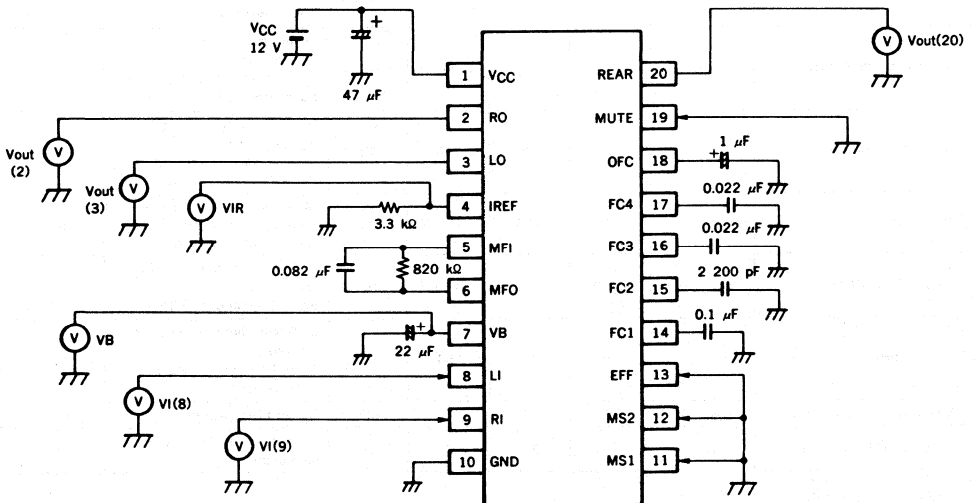 VCC
12 V
47 µF
Vout(20)
1 VCC
REAR 20
2 RO
MUTE 19
Vout
(2)
3 LO
OFC 18
1 µF
+
Vout
(3)
VIR
4 IREF
3.3 kΩ
FC4 17
0.022 µF
5 MFI
0.082 µF
820 kΩ
FC3 16
0.022 µF
6 MFO
FC2 15
2 200 pF
VB
7 VB
+
22 µF
FC1 14
0.1 µF
8 LI
EFF 13
VI(8)
9 RI
MS2 12
VI(9)
10 GND
MS1 11
+
V
V
V
V
V
V
V